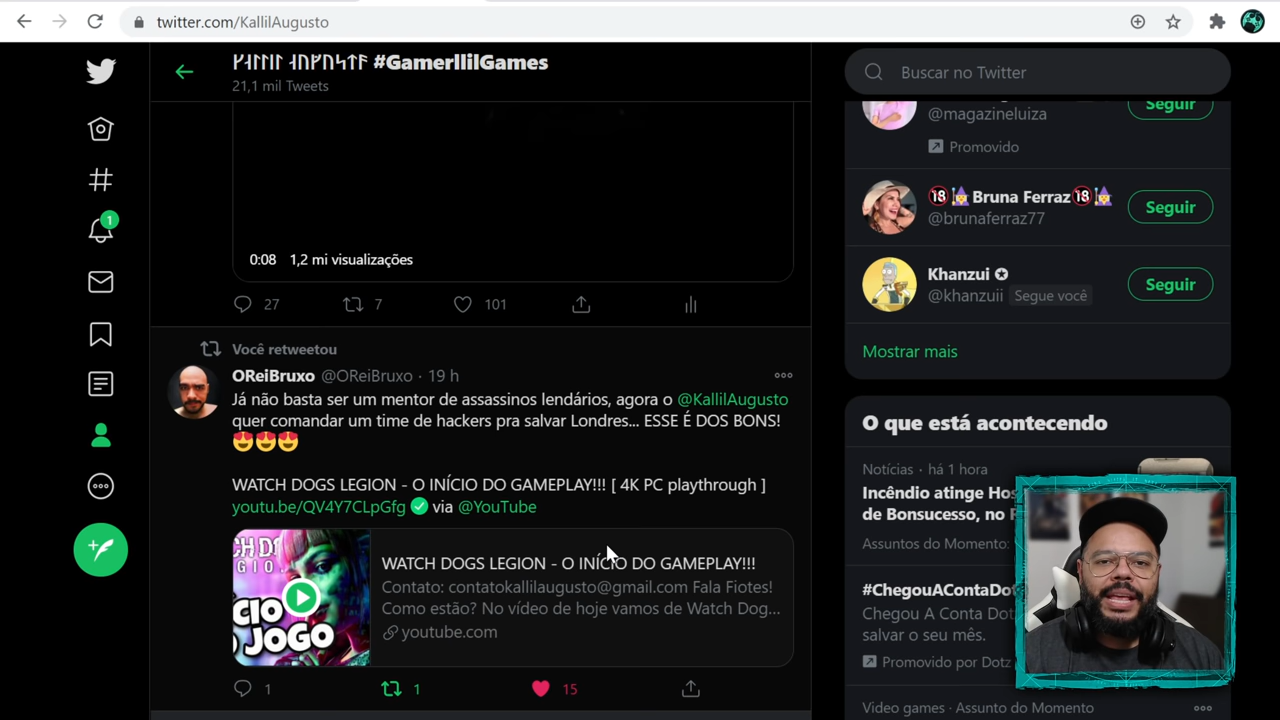 twitter.com/KallilAugusto
#GamerIlilGames
21,1 mil Tweets
Buscar no Twitter
1
0:08 1,2 mi visualizações
27 7 101
Você retweetou
OReiBruxo @OReiBruxo · 19 h
Já não basta ser um mentor de assassinos lendários, agora o @KallilAugusto
quer comandar um time de hackers pra salvar Londres... ESSE É DOS BONS!
😍😍😍
WATCH DOGS LEGION - O INÍCIO DO GAMEPLAY!!! [ 4K PC playthrough ]
youtu.be/QV4Y7CLpGfg ✅ via @YouTube
JOGO
WATCH DOGS LEGION - O INÍCIO DO GAMEPLAY!!!
Contato: contatokallilaugusto@gmail.com Fala Fiotes!
Como estão? No vídeo de hoje vamos de Watch Dog...
youtube.com
1 1 15
Seguir
@magazineluiza
Promovido
🔞🧙‍♀️Bruna Ferraz🔞🧙‍♀️
@brunaferraz77
Seguir
Khanzui ✪
@khanzuii Segue você
Seguir
Mostrar mais
O que está acontecendo
Notícias · há 1 hora
Incêndio atinge Hos
de Bonsucesso, no
Assuntos do Momento:
#ChegouAContaDot
Chegou A Conta Dotz
salvar o seu mês.
Promovido por Dotz
Video games · Assunto do Momento